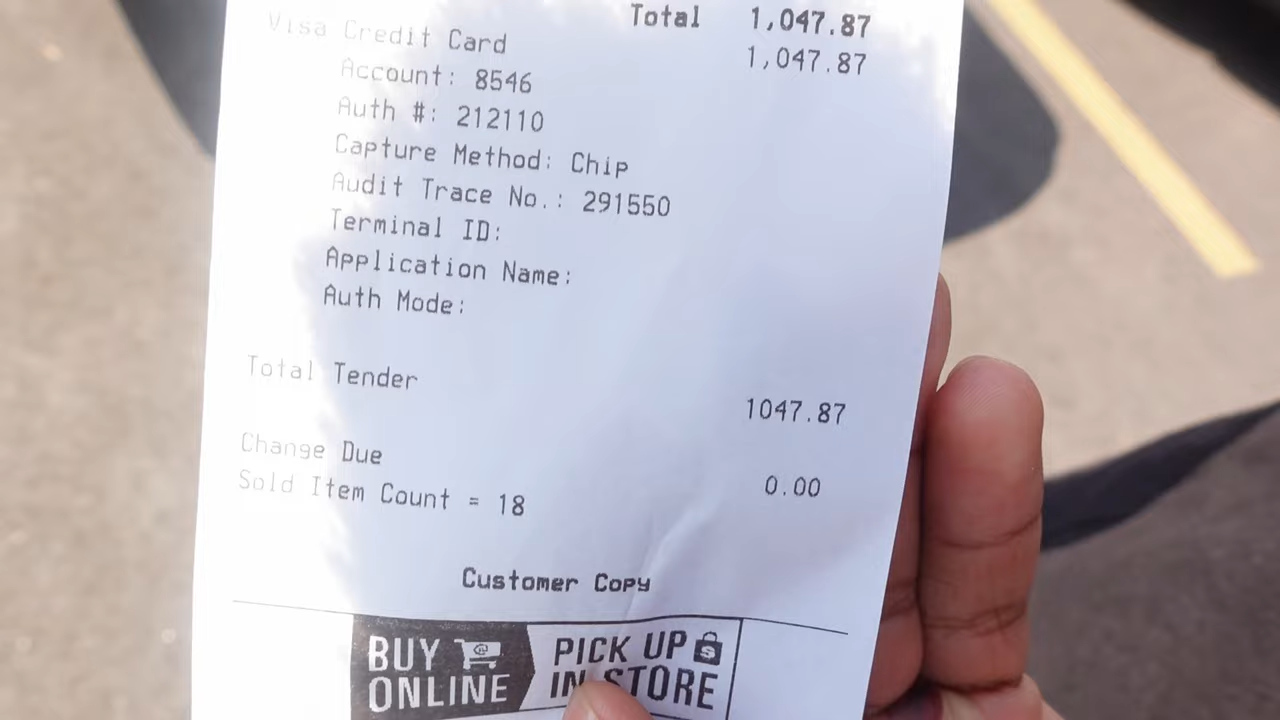 Total 1,047.87
Visa Credit Card 1,047.87
Account: 8546
Auth #: 212110
Capture Method: Chip
Audit Trace No.: 291550
Terminal ID:
Application Name:
Auth Mode:
Total Tender
1047.87
Change Due
0.00
Sold Item Count = 18
Customer Copy
BUY ONLINE
PICK UP IN STORE